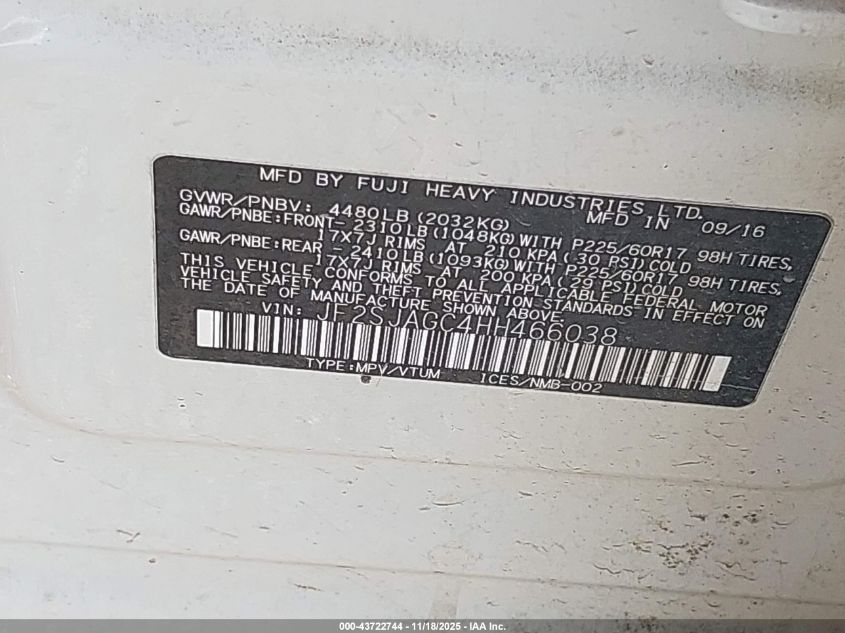 MFD BY FUJI HEAVY INDUSTRIES LTD.
GVWR/PNBV: 4480LB (2032KG) MFD IN 09/16
GAWR/PNBE:FRONT- 2310LB (1048KG) WITH P225/60R17 98H TIRES,
17X7J RIMS AT 210 KPA (30 PSI) COLD
GAWR/PNBE:REAR - 2410LB (1093KG) WITH P225/60R17 98H TIRES,
17X7J RIMS AT 200 KPA (29 PSI) COLD
THIS VEHICLE CONFORMS TO ALL APPLICABLE FEDERAL MOTOR
VEHICLE SAFETY AND THEFT PREVENTION STANDARDS IN EFFECT ON
THE DATE OF MANUFACTURE SHOWN ABOVE.
VIN: JF2SJAGC4HH466038
TYPE:MPV/VTUM ICES/NMB-002
000-43722744 - 11/18/2025 - IAA Inc.